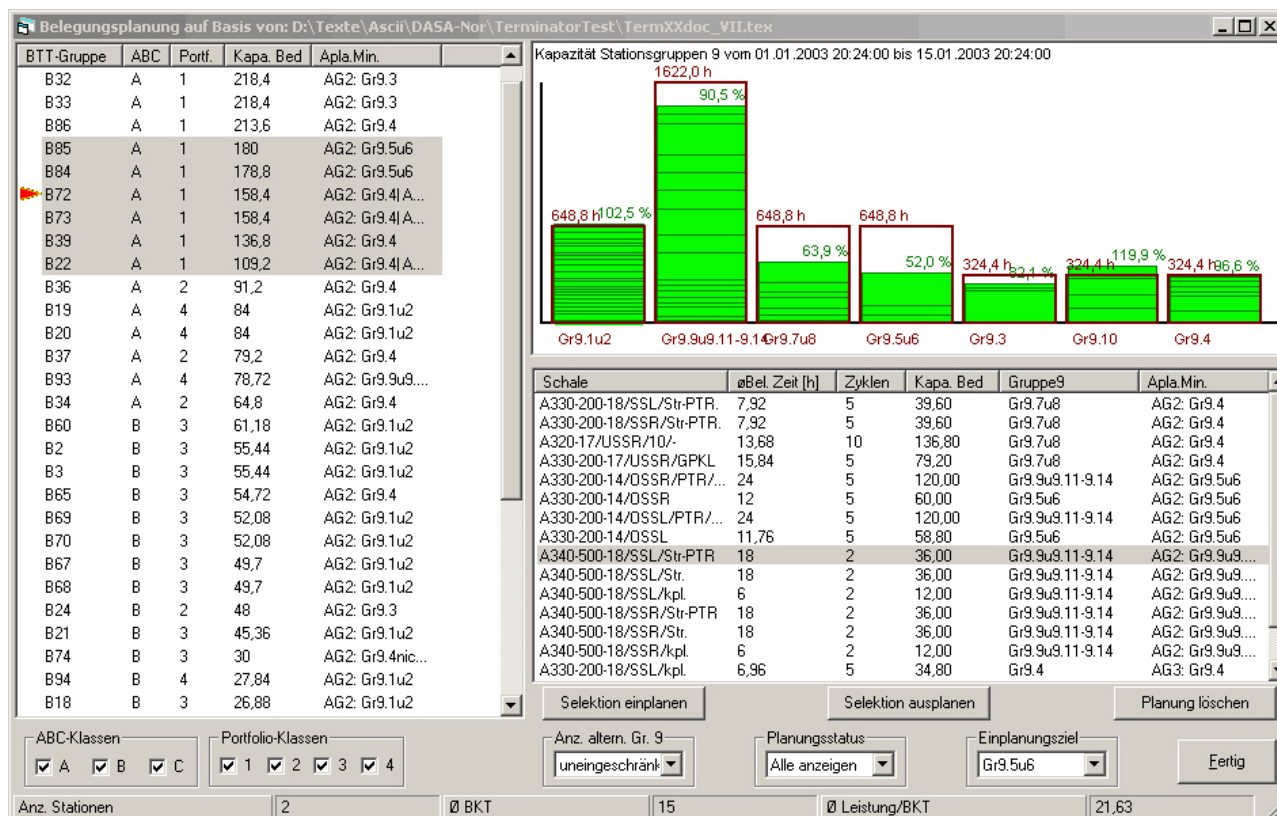 Belegungsplanung auf Basis von: D:\Texte\Ascii\DASA-Nor\TerminatorTest\TermXXdoc_VII.tex
BTT-Gruppe ABC Portf. Kapa. Bed Apla.Min.
B32 A 1 218,4 AG2: Gr9.3
B33 A 1 218,4 AG2: Gr9.3
B86 A 1 213,6 AG2: Gr9.4
B85 A 1 180 AG2: Gr9.5u6
B84 A 1 178,8 AG2: Gr9.5u6
B72 A 1 158,4 AG2: Gr9.4|A...
B73 A 1 158,4 AG2: Gr9.4|A...
B39 A 1 136,8 AG2: Gr9.4
B22 A 1 109,2 AG2: Gr9.4|A...
B36 A 2 91,2 AG2: Gr9.4
B19 A 4 84 AG2: Gr9.1u2
B20 A 4 84 AG2: Gr9.1u2
B37 A 2 79,2 AG2: Gr9.4
B93 A 4 78,72 AG2: Gr9.9u9....
B34 A 2 64,8 AG2: Gr9.4
B60 B 3 61,18 AG2: Gr9.1u2
B2 B 3 55,44 AG2: Gr9.1u2
B3 B 3 55,44 AG2: Gr9.1u2
B65 B 3 54,72 AG2: Gr9.4
B69 B 3 52,08 AG2: Gr9.1u2
B70 B 3 52,08 AG2: Gr9.1u2
B67 B 3 49,7 AG2: Gr9.1u2
B68 B 3 49,7 AG2: Gr9.1u2
B24 B 2 48 AG2: Gr9.3
B21 B 3 45,36 AG2: Gr9.1u2
B74 B 3 30 AG2: Gr9.4nic...
B94 B 4 27,84 AG2: Gr9.1u2
B18 B 3 26,88 AG2: Gr9.1u2
Kapazität Stationsgruppen 9 vom 01.01.2003 20:24:00 bis 15.01.2003 20:24:00
1622,0 h
90,5 %
648,8 h 102,5 % 648,8 h 648,8 h
63,9 % 52,0 % 324,4 h 82,1 % 324,4 h 119,9 % 324,4 h 96,6 %
Gr9.1u2 Gr9.9u9.11-9.14 Gr9.7u8 Gr9.5u6 Gr9.3 Gr9.10 Gr9.4
Schale øBel. Zeit [h] Zyklen Kapa. Bed Gruppe9 Apla.Min.
A330-200-18/SSL/Str-PTR. 7,92 5 39,60 Gr9.7u8 AG2: Gr9.4
A330-200-18/SSR/Str-PTR. 7,92 5 39,60 Gr9.7u8 AG2: Gr9.4
A320-17/USSR/10/- 13,68 10 136,80 Gr9.7u8 AG2: Gr9.4
A330-200-17/USSR/GPKL 15,84 5 79,20 Gr9.7u8 AG2: Gr9.4
A330-200-14/OSSR/PTR/... 24 5 120,00 Gr9.9u9.11-9.14 AG2: Gr9.5u6
A330-200-14/OSSR 12 5 60,00 Gr9.5u6 AG2: Gr9.5u6
A330-200-14/OSSL/PTR/... 24 5 120,00 Gr9.9u9.11-9.14 AG2: Gr9.5u6
A330-200-14/OSSL 11,76 5 58,80 Gr9.5u6 AG2: Gr9.5u6
A340-500-18/SSL/Str-PTR 18 2 36,00 Gr9.9u9.11-9.14 AG2: Gr9.9u9....
A340-500-18/SSL/Str. 18 2 36,00 Gr9.9u9.11-9.14 AG2: Gr9.9u9....
A340-500-18/SSL/kpl. 6 2 12,00 Gr9.9u9.11-9.14 AG2: Gr9.9u9....
A340-500-18/SSR/Str-PTR 18 2 36,00 Gr9.9u9.11-9.14 AG2: Gr9.9u9....
A340-500-18/SSR/Str. 18 2 36,00 Gr9.9u9.11-9.14 AG2: Gr9.9u9....
A340-500-18/SSR/kpl. 6 2 12,00 Gr9.9u9.11-9.14 AG2: Gr9.9u9....
A330-200-18/SSL/kpl. 6,96 5 34,80 Gr9.4 AG3: Gr9.4
Selektion einplanen Selektion ausplanen Planung löschen
ABC-Klassen Portfolio-Klassen Anz. altern. Gr. 9 Planungsstatus Einplanungsziel
A B C 1 2 3 4 uneingeschränk Alle anzeigen Gr9.5u6 Fertig
Anz. Stationen 2 Ø BKT 15 Ø Leistung/BKT 21,63